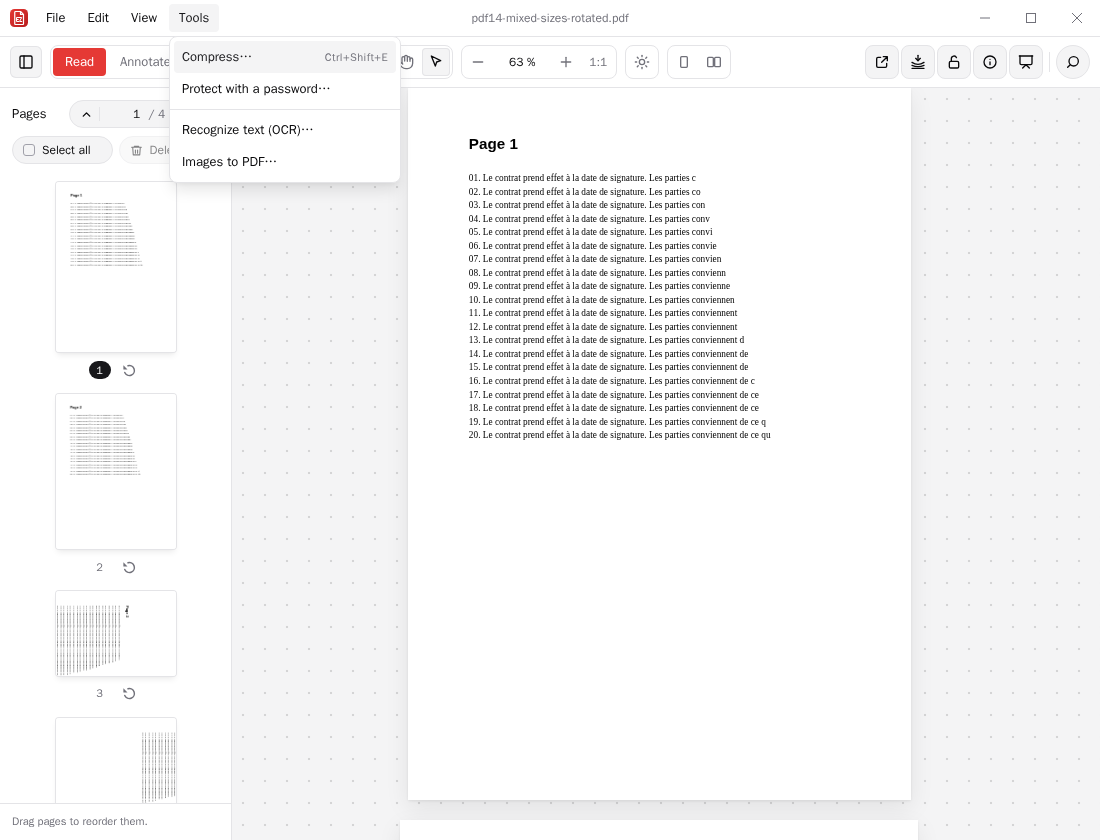 File Edit View Tools pdf14-mixed-sizes-rotated.pdf
Read Annotate 63 % 1:1
Compress… Ctrl+Shift+E
Protect with a password…
Recognize text (OCR)…
Images to PDF…
Pages 1 / 4
Select all
Page 1
1
Page 2
2
3
Drag pages to reorder them.
Page 1
01. Le contrat prend effet à la date de signature. Les parties c
02. Le contrat prend effet à la date de signature. Les parties co
03. Le contrat prend effet à la date de signature. Les parties con
04. Le contrat prend effet à la date de signature. Les parties conv
05. Le contrat prend effet à la date de signature. Les parties convi
06. Le contrat prend effet à la date de signature. Les parties convie
07. Le contrat prend effet à la date de signature. Les parties convien
08. Le contrat prend effet à la date de signature. Les parties convienn
09. Le contrat prend effet à la date de signature. Les parties convienne
10. Le contrat prend effet à la date de signature. Les parties conviennen
11. Le contrat prend effet à la date de signature. Les parties conviennent
12. Le contrat prend effet à la date de signature. Les parties conviennent
13. Le contrat prend effet à la date de signature. Les parties conviennent d
14. Le contrat prend effet à la date de signature. Les parties conviennent de
15. Le contrat prend effet à la date de signature. Les parties conviennent de
16. Le contrat prend effet à la date de signature. Les parties conviennent de c
17. Le contrat prend effet à la date de signature. Les parties conviennent de ce
18. Le contrat prend effet à la date de signature. Les parties conviennent de ce
19. Le contrat prend effet à la date de signature. Les parties conviennent de ce q
20. Le contrat prend effet à la date de signature. Les parties conviennent de ce qu